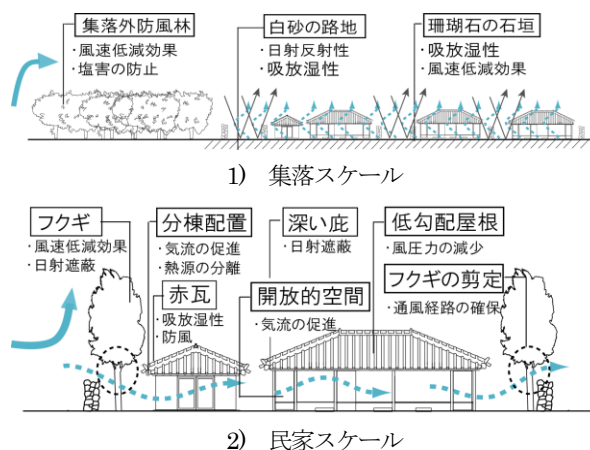 集落外防風林
・風速低減効果
・塩害の防止
白砂の路地
・日射反射性
・吸放湿性
珊瑚石の石垣
・吸放湿性
・風速低減効果
1) 集落スケール
フクギ
・風速低減効果
・日射遮蔽
分棟配置
・気流の促進
・熱源の分離
赤瓦
・吸放湿性
・防風
深い庇
・日射遮蔽
開放的空間
・気流の促進
低勾配屋根
・風圧力の減少
フクギの剪定
・通風経路の確保
2) 民家スケール